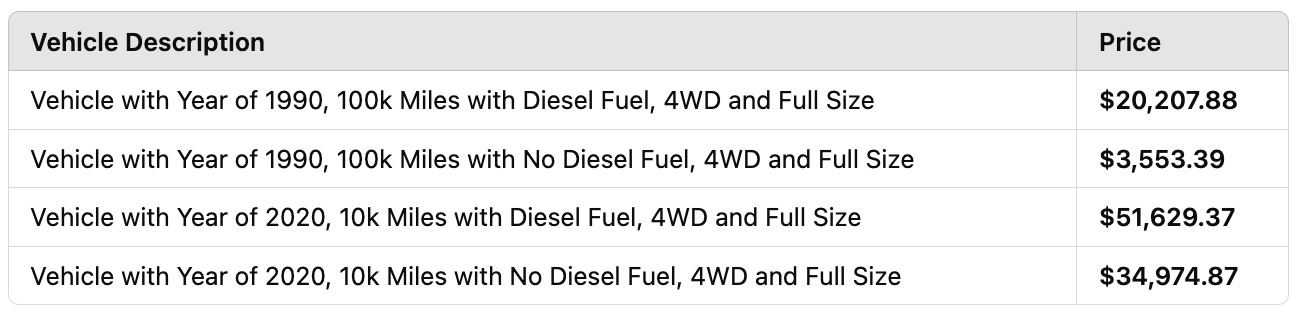 Vehicle Description Price
Vehicle with Year of 1990, 100k Miles with Diesel Fuel, 4WD and Full Size $20,207.88
Vehicle with Year of 1990, 100k Miles with No Diesel Fuel, 4WD and Full Size $3,553.39
Vehicle with Year of 2020, 10k Miles with Diesel Fuel, 4WD and Full Size $51,629.37
Vehicle with Year of 2020, 10k Miles with No Diesel Fuel, 4WD and Full Size $34,974.87